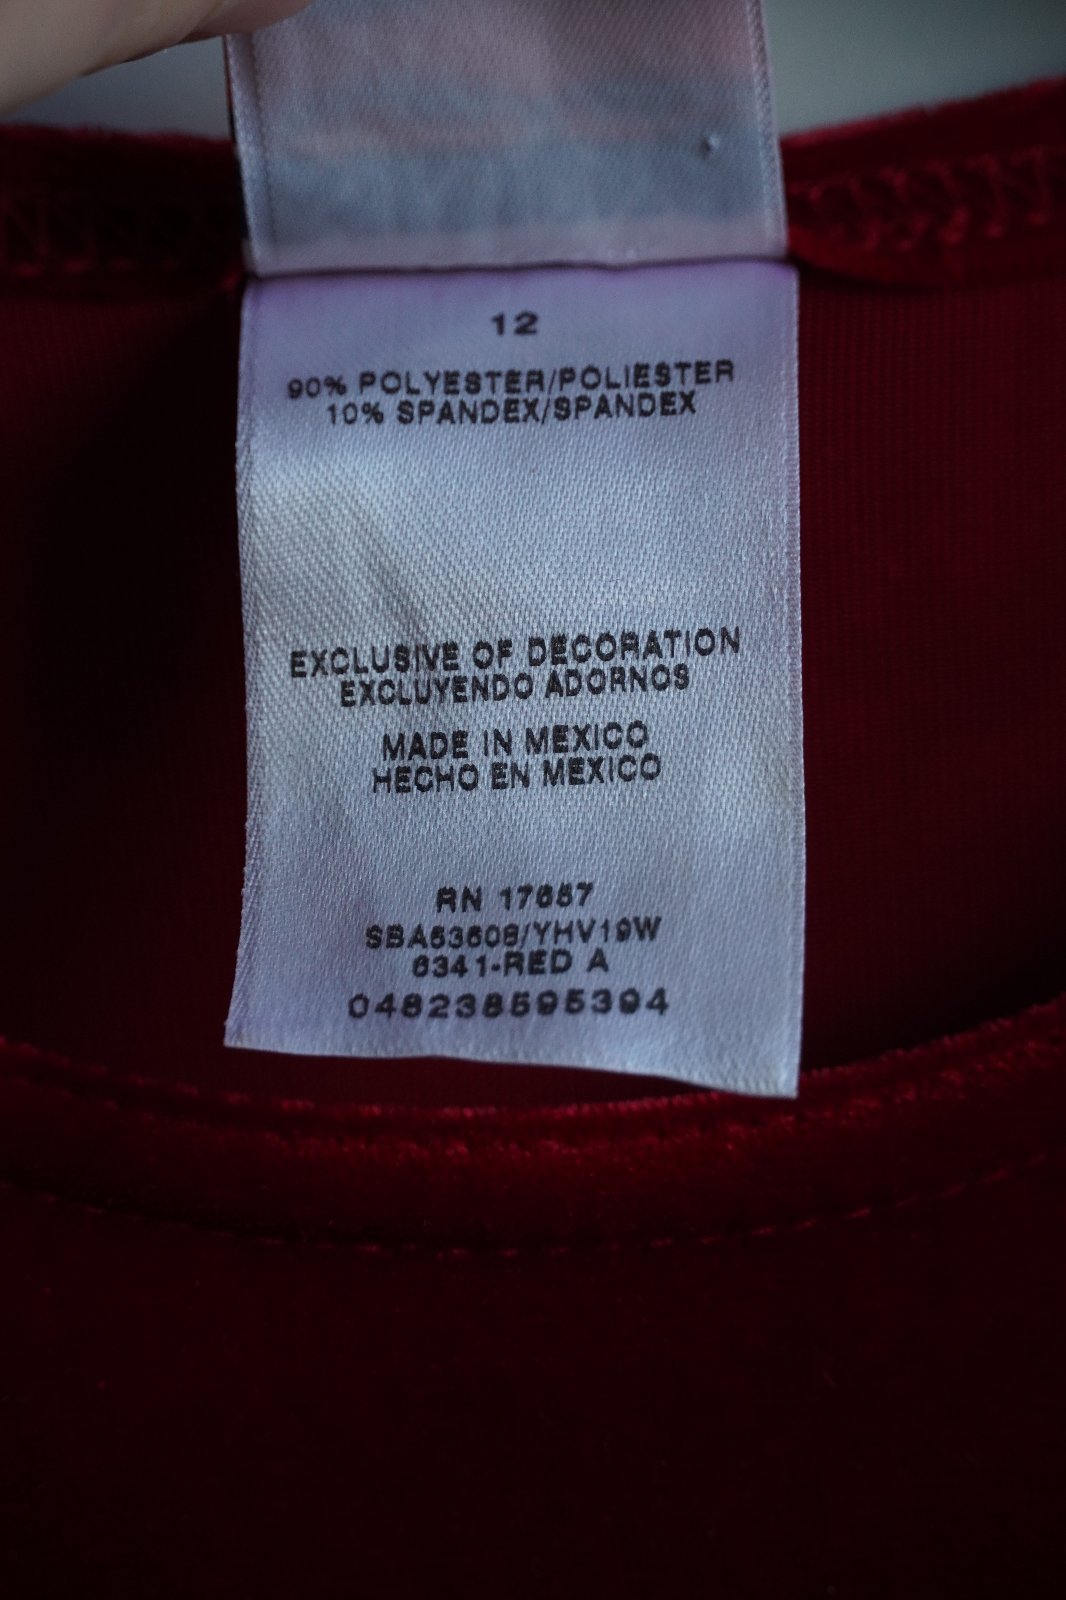 12
90% POLYESTER/POLIESTER
10% SPANDEX/SPANDEX
EXCLUSIVE OF DECORATION
EXCLUYENDO ADORNOS
MADE IN MEXICO
HECHO EN MEXICO
RN 17687
SBA63608/YHV19W
6341-RED A
048238595394